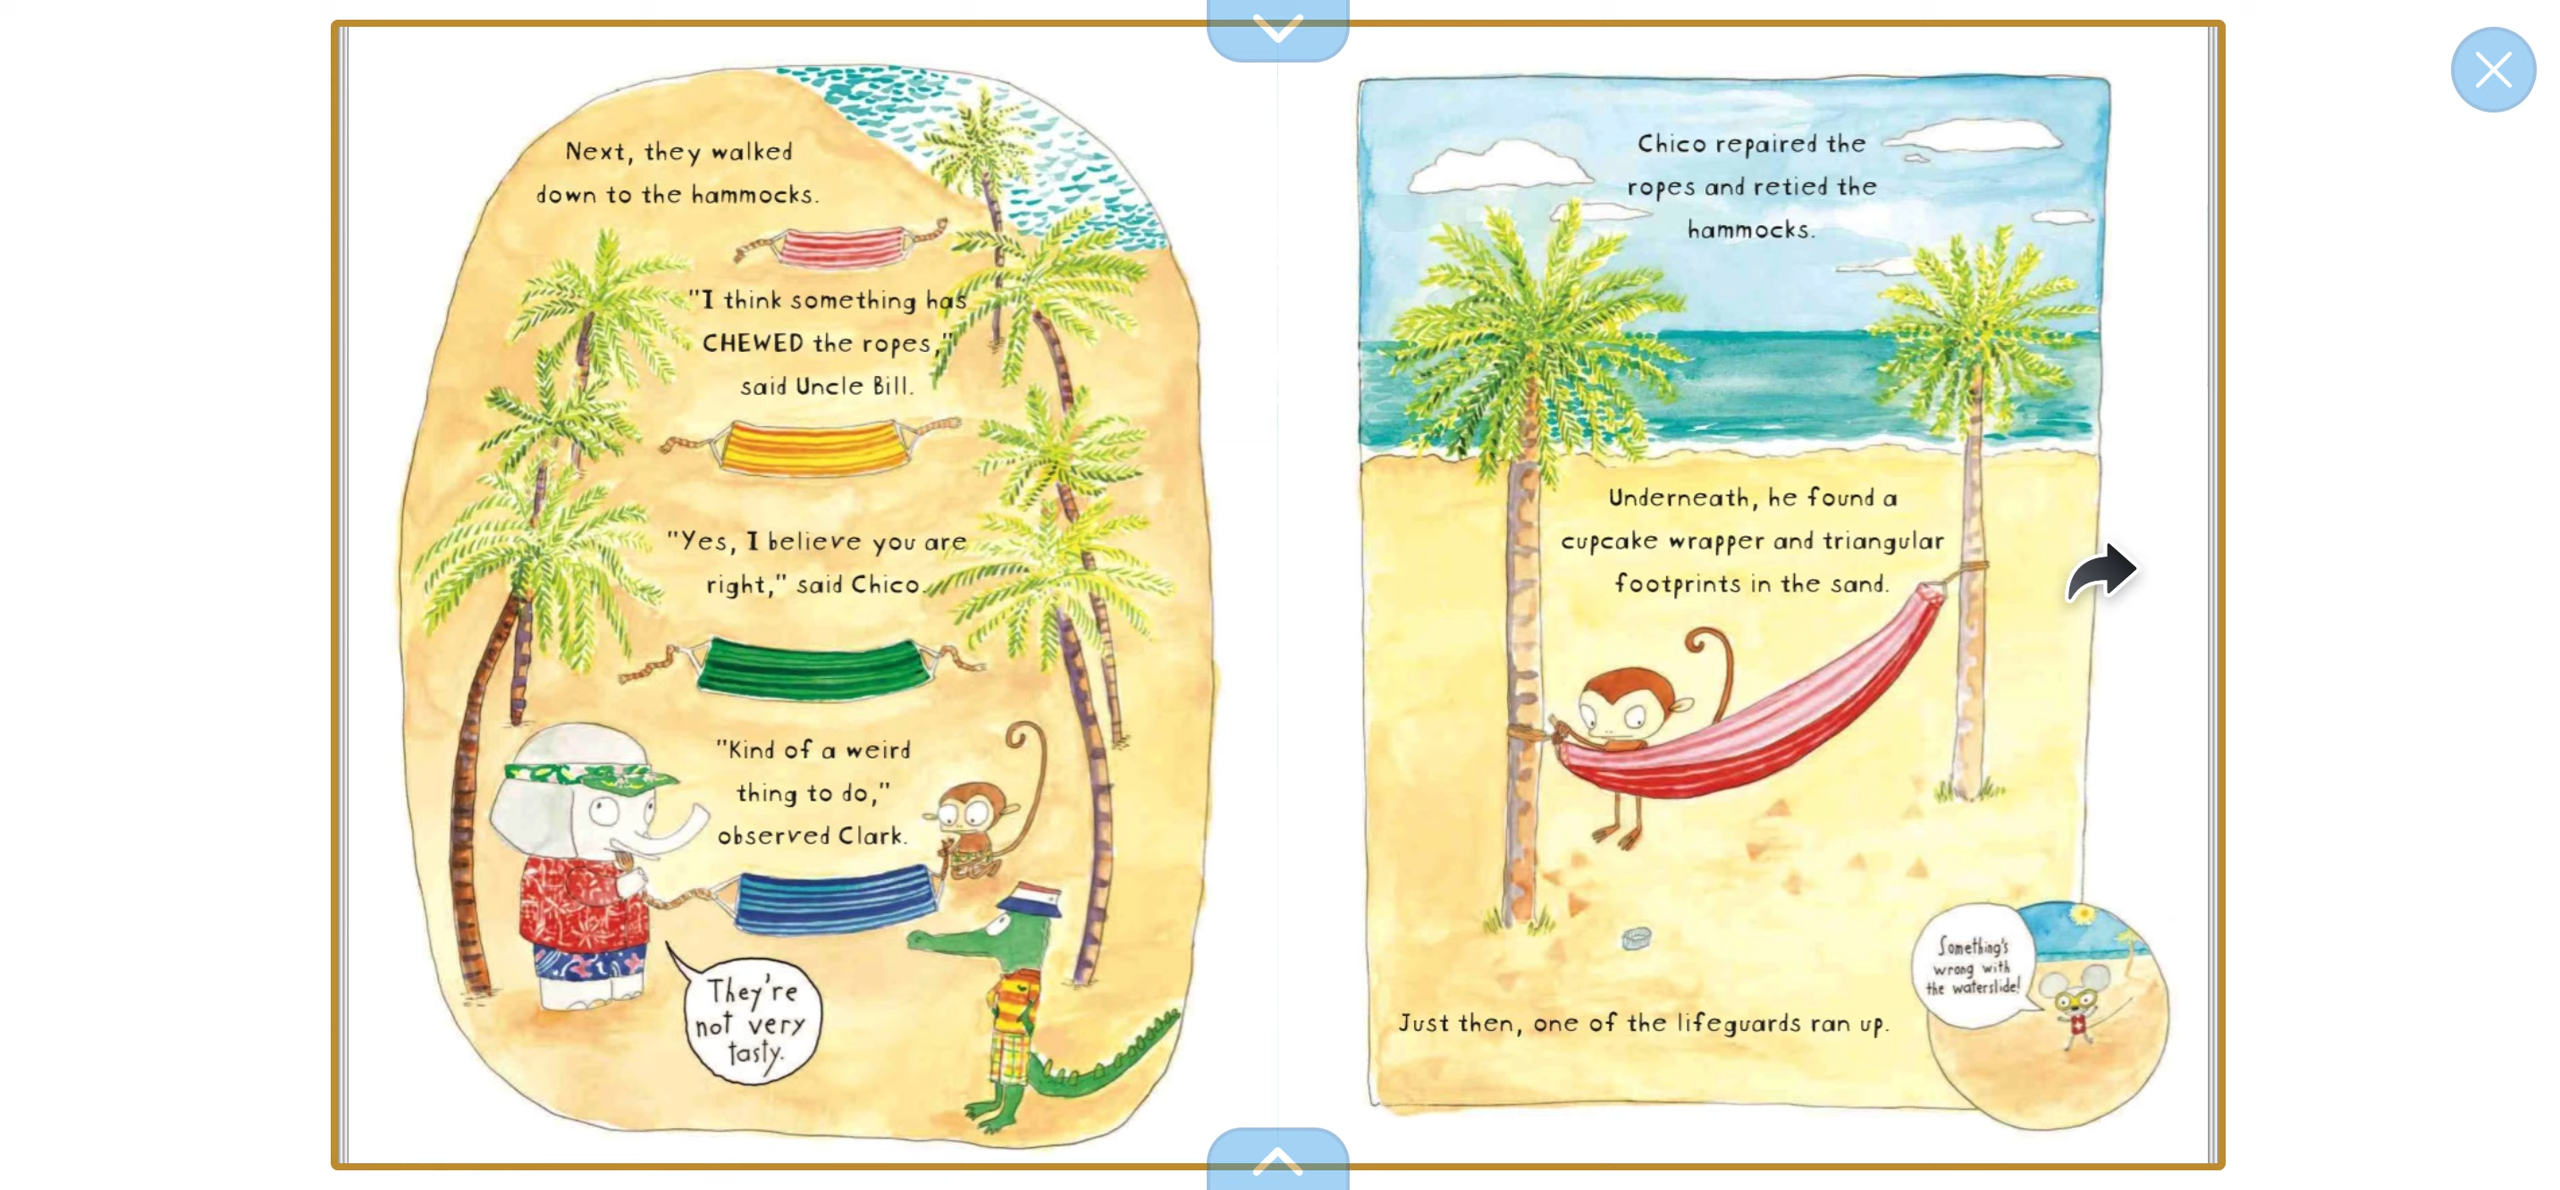 Next, they walked
down to the hammocks.
"I think something has
CHEWED the ropes,"
said Uncle Bill.
"Yes, I believe you are
right," said Chico.
"Kind of a weird
thing to do,"
observed Clark.
They're
not very
tasty.
Chico repaired the
ropes and retied the
hammocks.
Underneath, he found a
cupcake wrapper and triangular
footprints in the sand.
Just then, one of the lifeguards ran up.
Something's
wrong with
the waterslide!